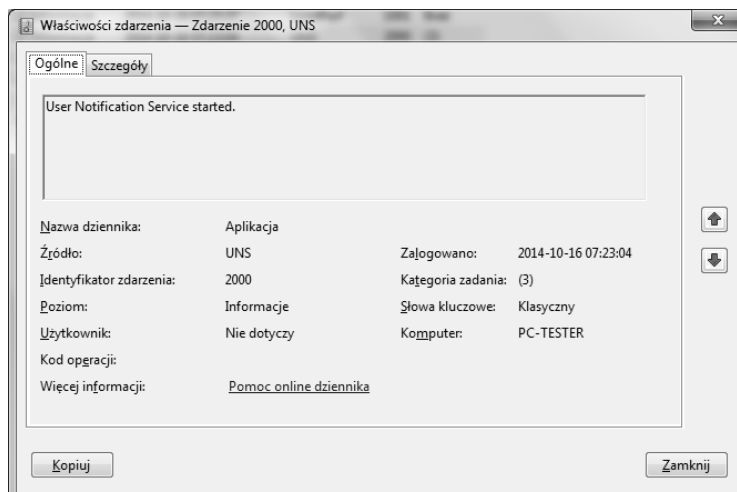 Właściwości zdarzenia — Zdarzenie 2000, UNS
Ogólne Szczegóły
User Notification Service started.
Nazwa dziennika: Aplikacja
Źródło: UNS Zalogowano: 2014-10-16 07:23:04
Identyfikator zdarzenia: 2000 Kategoria zadania: (3)
Poziom: Informacje Słowa kluczowe: Klasyczny
Użytkownik: Nie dotyczy Komputer: PC-TESTER
Kod operacji:
Więcej informacji: Pomoc online dziennika
Kopiuj Zamknij